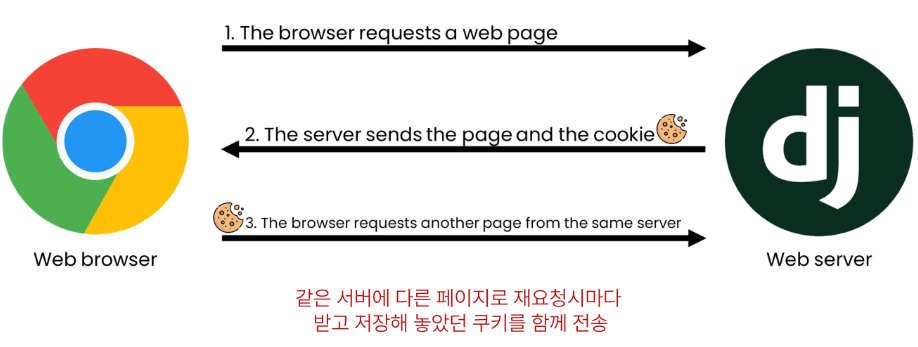 1. The browser requests a web page
2. The server sends the page and the cookie
3. The browser requests another page from the same server
dj
Web browser
Web server
같은 서버에 다른 페이지로 재요청시마다
받고 저장해 놓았던 쿠키를 함께 전송